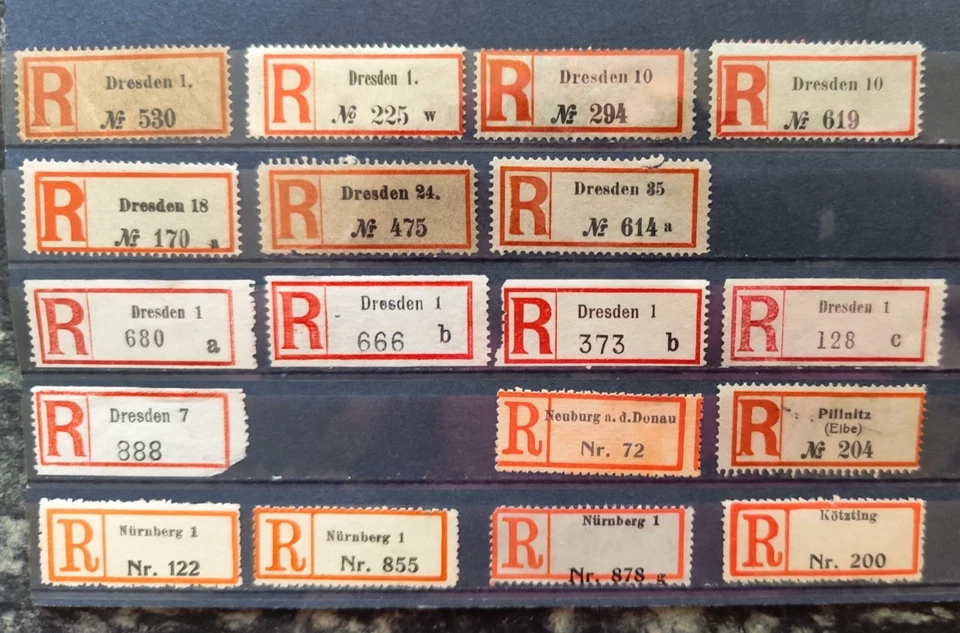 R Dresden 1.
№ 530
R Dresden 1.
№ 225 w
R Dresden 10
№ 294
R Dresden 10
№ 619
R Dresden 18
№ 170 a
R Dresden 24.
№ 475
R Dresden 35
№ 614 a
R Dresden 1
680 a
R Dresden 1
666 b
R Dresden 1
373 b
R Dresden 1
128 c
R Dresden 7
888
R Neuburg a. d. Donau
Nr. 72
R Pillnitz
(Elbe)
№ 204
R Nürnberg 1
Nr. 122
R Nürnberg 1
Nr. 855
R Nürnberg 1
Nr. 878 g
R Kötzting
Nr. 200